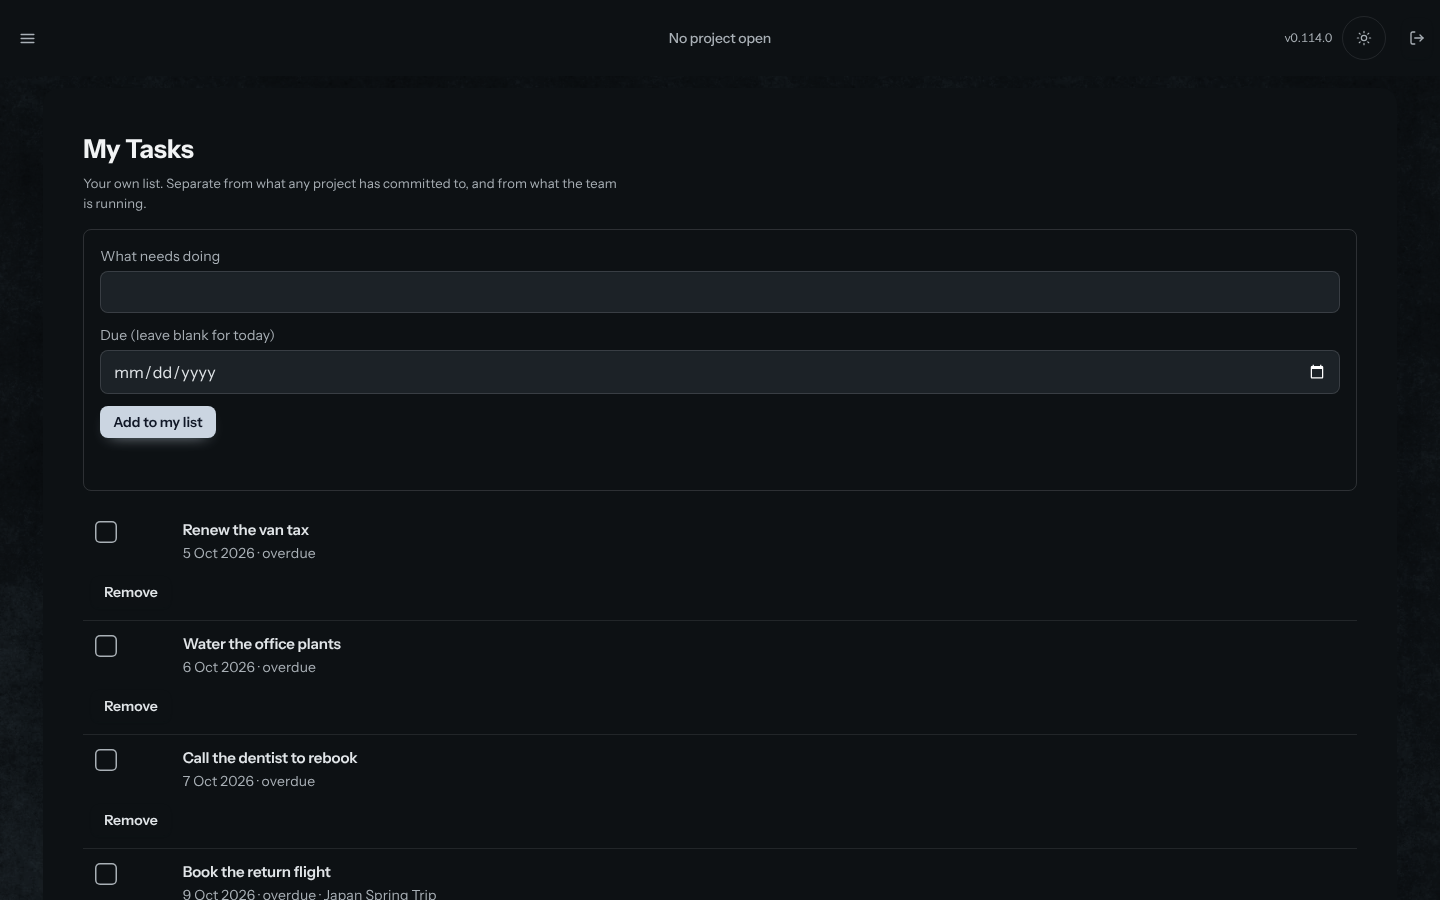 No project open
v0.114.0
My Tasks
Your own list. Separate from what any project has committed to, and from what the team
is running.
What needs doing
Due (leave blank for today)
mm/dd/yyyy
Add to my list
Renew the van tax
5 Oct 2026 · overdue
Remove
Water the office plants
6 Oct 2026 · overdue
Remove
Call the dentist to rebook
7 Oct 2026 · overdue
Remove
Book the return flight
9 Oct 2026 · overdue · Japan Spring Trip